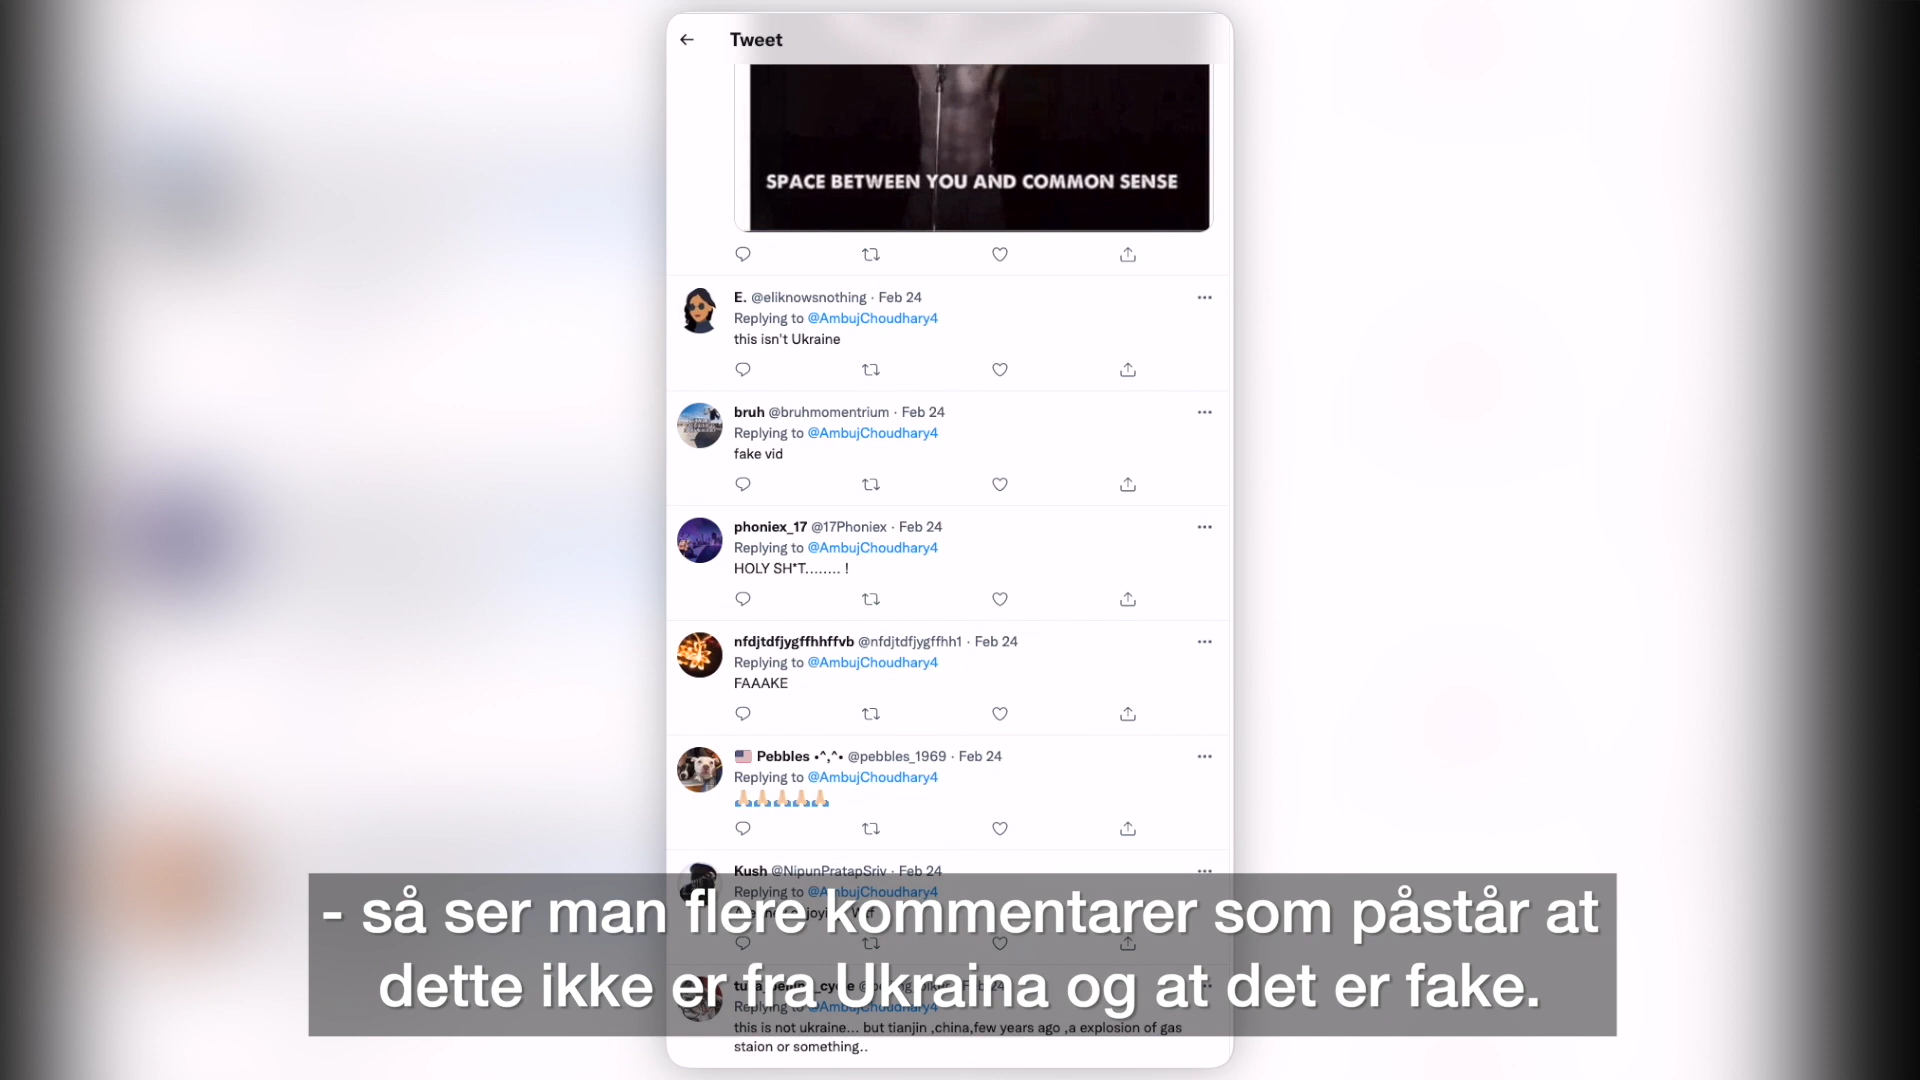 Tweet
SPACE BETWEEN YOU AND COMMON SENSE
E. @eliknowsnothing · Feb 24
Replying to @AmbujChoudhary4
this isn't Ukraine
bruh @bruhmomentrium · Feb 24
Replying to @AmbujChoudhary4
fake vid
phoniex_17 @17Phoniex · Feb 24
Replying to @AmbujChoudhary4
HOLY SH*T........ !
nfdjtdfjygffhhffvb @nfdjtdfjygffhh1 · Feb 24
Replying to @AmbujChoudhary4
FAAAKE
Pebbles •^,^• @pebbles_1969 · Feb 24
Replying to @AmbujChoudhary4
🙏🏻🙏🏻🙏🏻🙏🏻🙏🏻
Kush @NipunPratapSriv · Feb 24
Replying to @AmbujChoudhary4
- så ser man flere kommentarer som påstår at
dette ikke er fra Ukraina og at det er fake.
Replying to @AmbujChoudhary4
this is not ukraine... but tianjin ,china,few years ago ,a explosion of gas
staion or something..